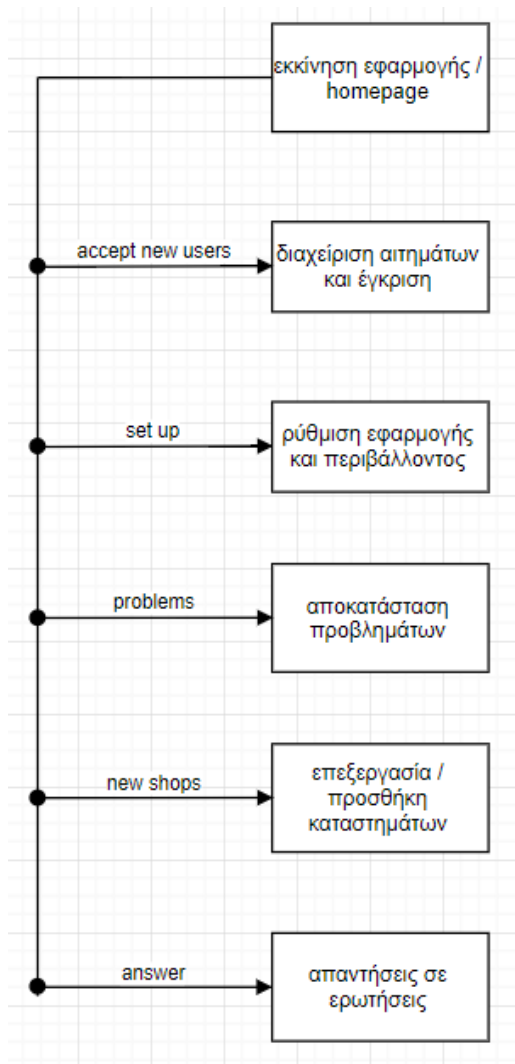 εκκίνηση εφαρμογής /
homepage
accept new users
διαχείριση αιτημάτων
και έγκριση
set up
ρύθμιση εφαρμογής
και περιβάλλοντος
problems
αποκατάσταση
προβλημάτων
new shops
επεξεργασία /
προσθήκη
καταστημάτων
answer
απαντήσεις σε
ερωτήσεις